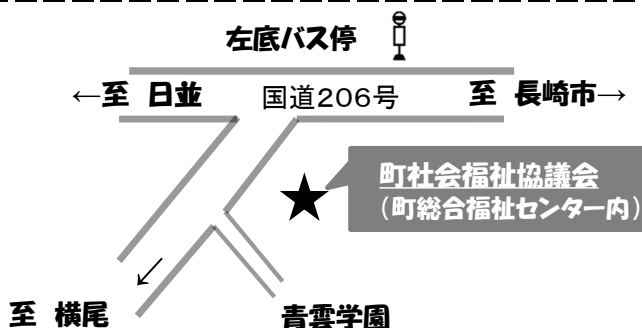 左底バス停
←至 日並
国道206号
至 長崎市→
町社会福祉協議会
(町総合福祉センター内)
至 横尾
青雲学園